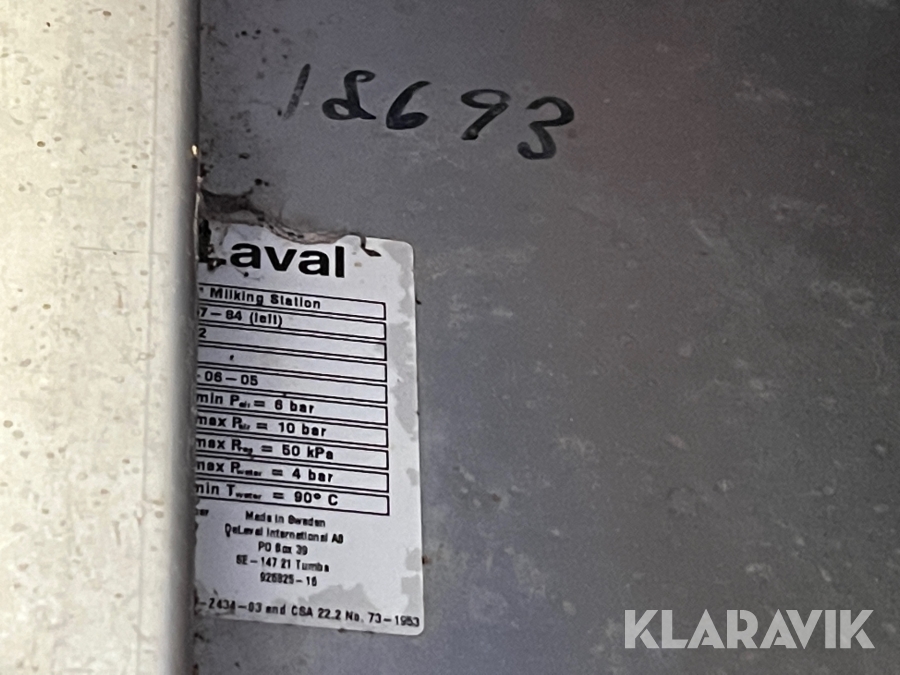 18693
Laval
Milking Station
7-84 (left)
2
-06-05
min Pair = 6 bar
max Pair = 10 bar
max Preg = 50 kPa
max Pwater = 4 bar
min Twater = 90° C
Made in Sweden
DeLaval International AB
PO Box 39
SE-147 21 Tumba
926825-16
-Z434-03 and CSA 22.2 No. 73-1953
KLARAVIK